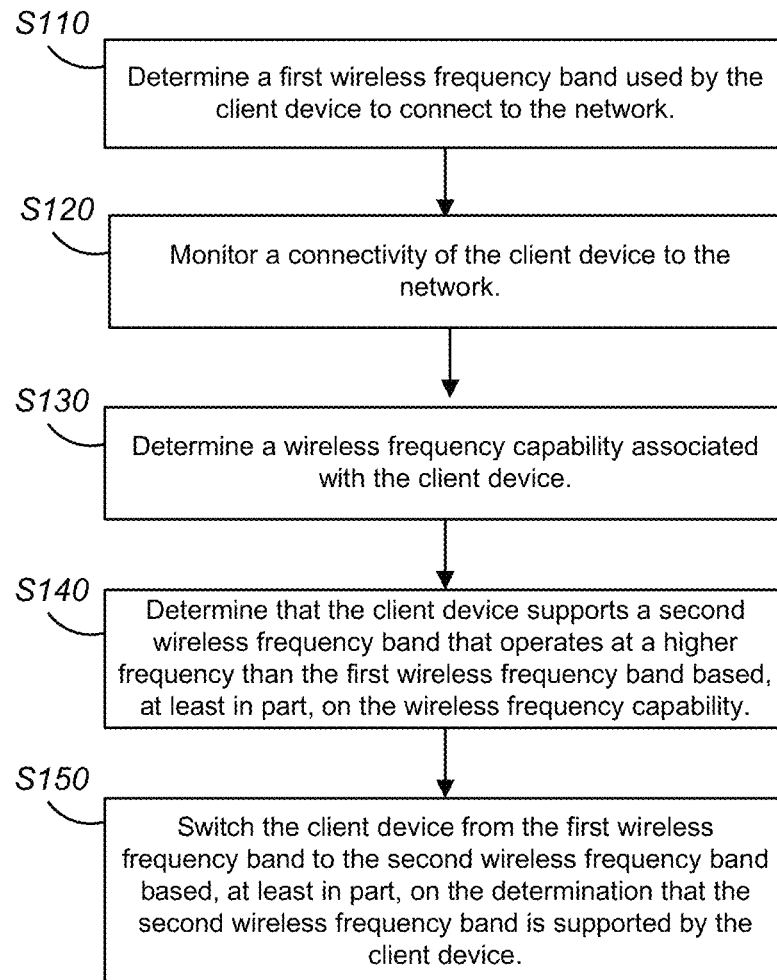 S110
Determine a first wireless frequency band used by the
client device to connect to the network.
S120
Monitor a connectivity of the client device to the
network.
S130
Determine a wireless frequency capability associated
with the client device.
S140
Determine that the client device supports a second
wireless frequency band that operates at a higher
frequency than the first wireless frequency band based,
at least in part, on the wireless frequency capability.
S150
Switch the client device from the first wireless
frequency band to the second wireless frequency band
based, at least in part, on the determination that the
second wireless frequency band is supported by the
client device.